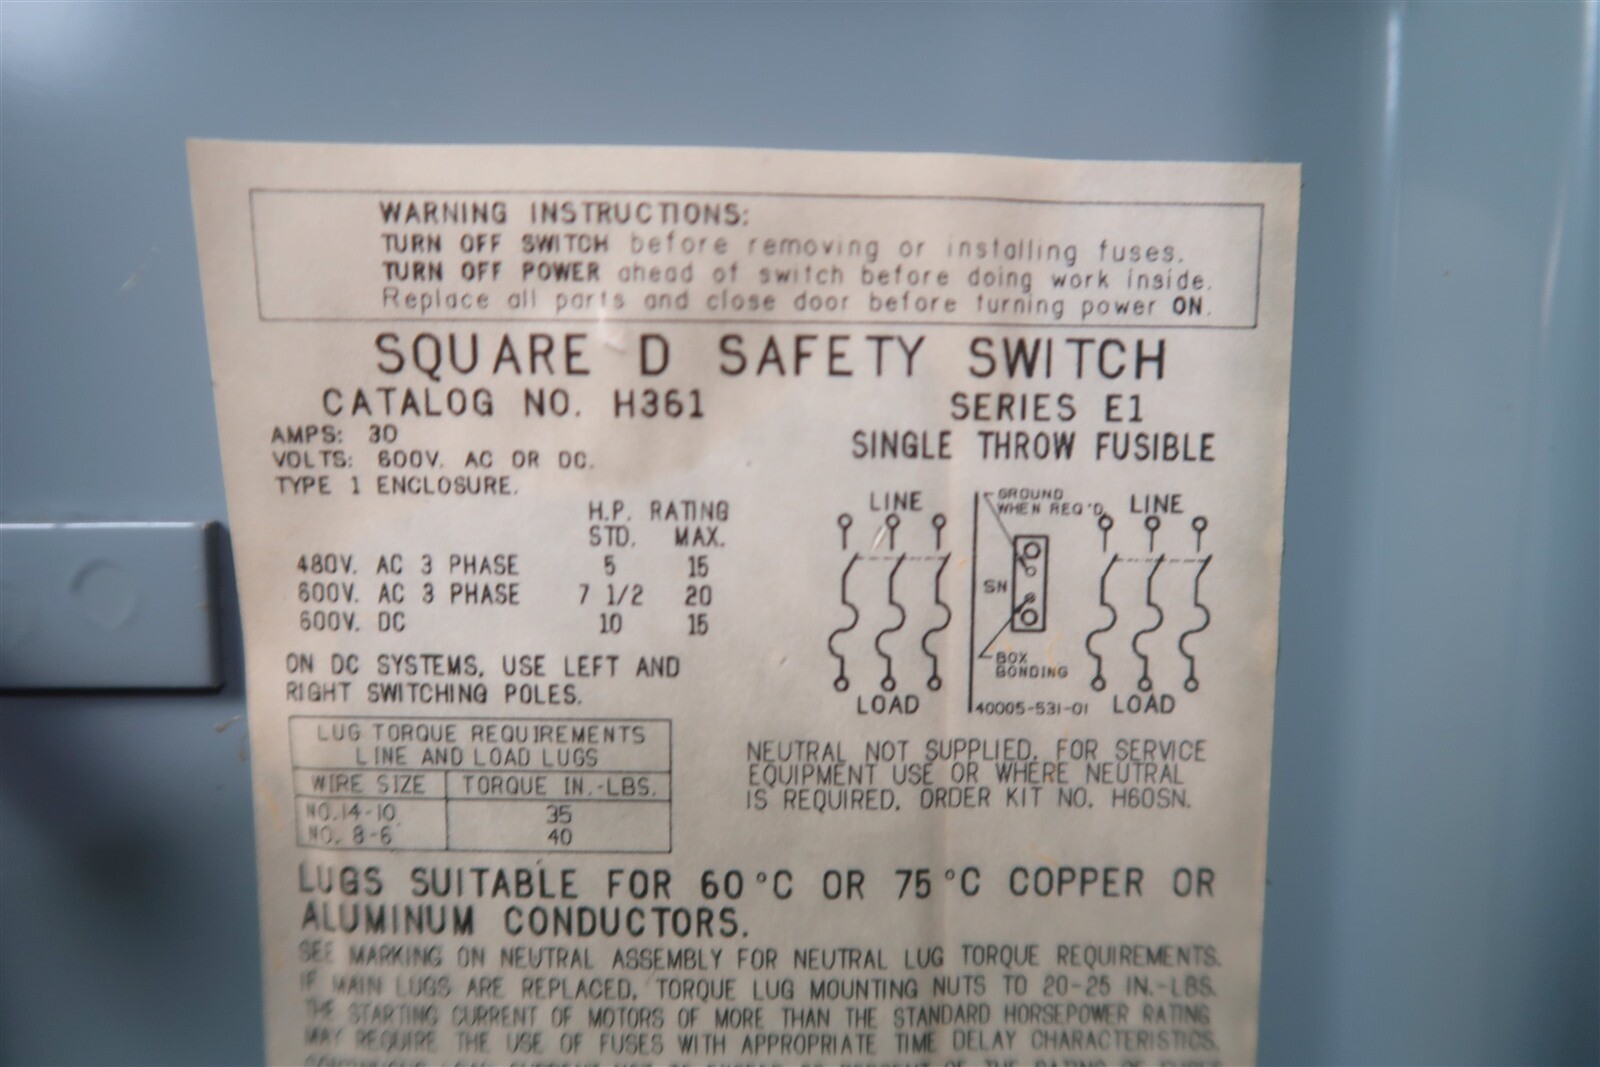 WARNING INSTRUCTIONS:
TURN OFF SWITCH before removing or installing fuses.
TURN OFF POWER ahead of switch before doing work inside.
Replace all parts and close door before turning power ON.
SQUARE D SAFETY SWITCH
CATALOG NO. H361
SERIES E1
AMPS: 30
VOLTS: 600V. AC OR DC.
TYPE 1 ENCLOSURE.
SINGLE THROW FUSIBLE
H.P. RATING
STD. MAX.
480V. AC 3 PHASE 5 15
600V. AC 3 PHASE 7 1/2 20
600V. DC 10 15
ON DC SYSTEMS, USE LEFT AND
RIGHT SWITCHING POLES.
LINE
GROUND
WHEN REQ'D.
LINE
SN
BOX
BONDING
LOAD
40005-531-01
LOAD
LUG TORQUE REQUIREMENTS
LINE AND LOAD LUGS
WIRE SIZE TORQUE IN.-LBS.
NO.14-10 35
NO. 8-6 40
NEUTRAL NOT SUPPLIED. FOR SERVICE
EQUIPMENT USE OR WHERE NEUTRAL
IS REQUIRED, ORDER KIT NO. H60SN.
LUGS SUITABLE FOR 60°C OR 75°C COPPER OR
ALUMINUM CONDUCTORS.
SEE MARKING ON NEUTRAL ASSEMBLY FOR NEUTRAL LUG TORQUE REQUIREMENTS.
IF MAIN LUGS ARE REPLACED, TORQUE LUG MOUNTING NUTS TO 20-25 IN.-LBS.
THE STARTING CURRENT OF MOTORS OF MORE THAN THE STANDARD HORSEPOWER RATING
MAY REQUIRE THE USE OF FUSES WITH APPROPRIATE TIME DELAY CHARACTERISTICS.